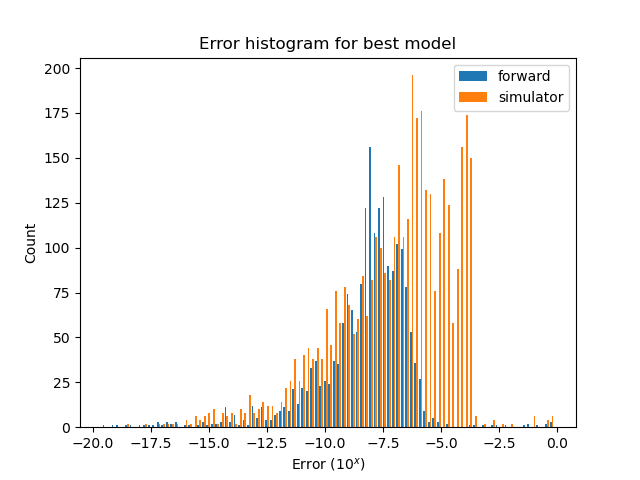 Error histogram for best model
forward
simulator
200
175
150
125
100
75
50
25
0
Count
−20.0 −17.5 −15.0 −12.5 −10.0 −7.5 −5.0 −2.5 0.0
Error (10^x)